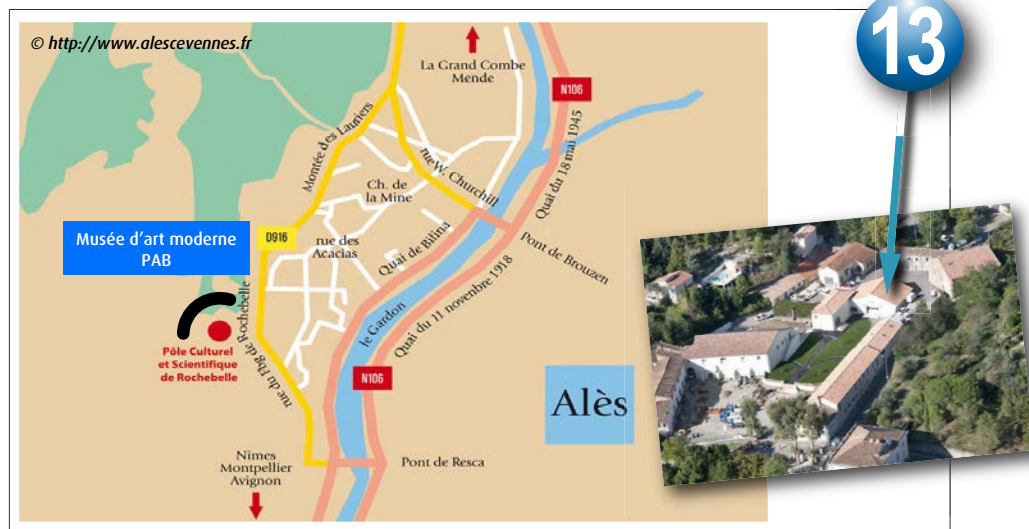 © http://www.alescevennes.fr
13
La Grand Combe
Mende
N106
Montée des Lauriers
rue W. Churchill
Quai du 18 mai 1945
Ch. de
la Mine
Musée d'art moderne
PAB
D916
rue des
Acacias
Quai de Bilina
Pont de Brouzen
rue du Fbg de Rochebelle
le Gardon
Quai du 11 novembre 1918
Pôle Culturel
et Scientifique
de Rochebelle
N106
Alès
Nîmes
Montpellier
Avignon
Pont de Resca